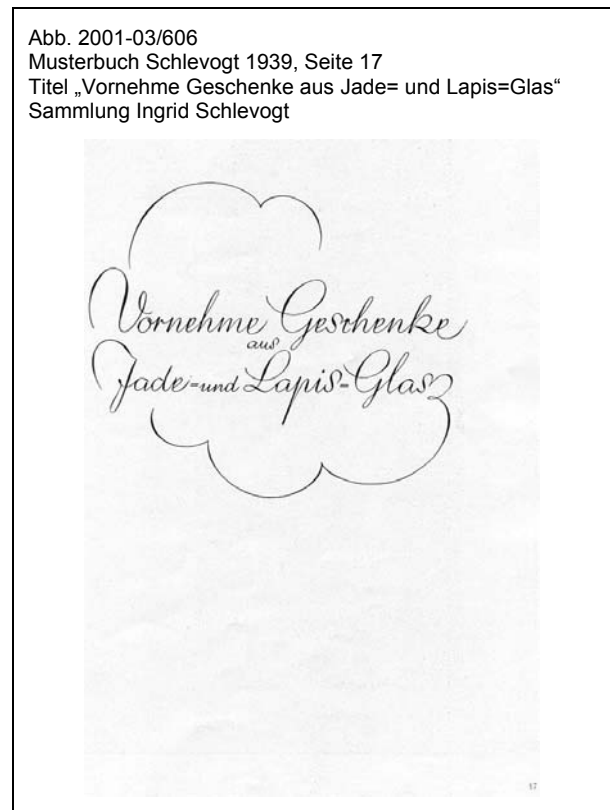 Abb. 2001-03/606
Musterbuch Schlevogt 1939, Seite 17
Titel „Vornehme Geschenke aus Jade= und Lapis=Glas“
Sammlung Ingrid Schlevogt
Vornehme Geschenke
aus
Jade=und Lapis=Glas
17